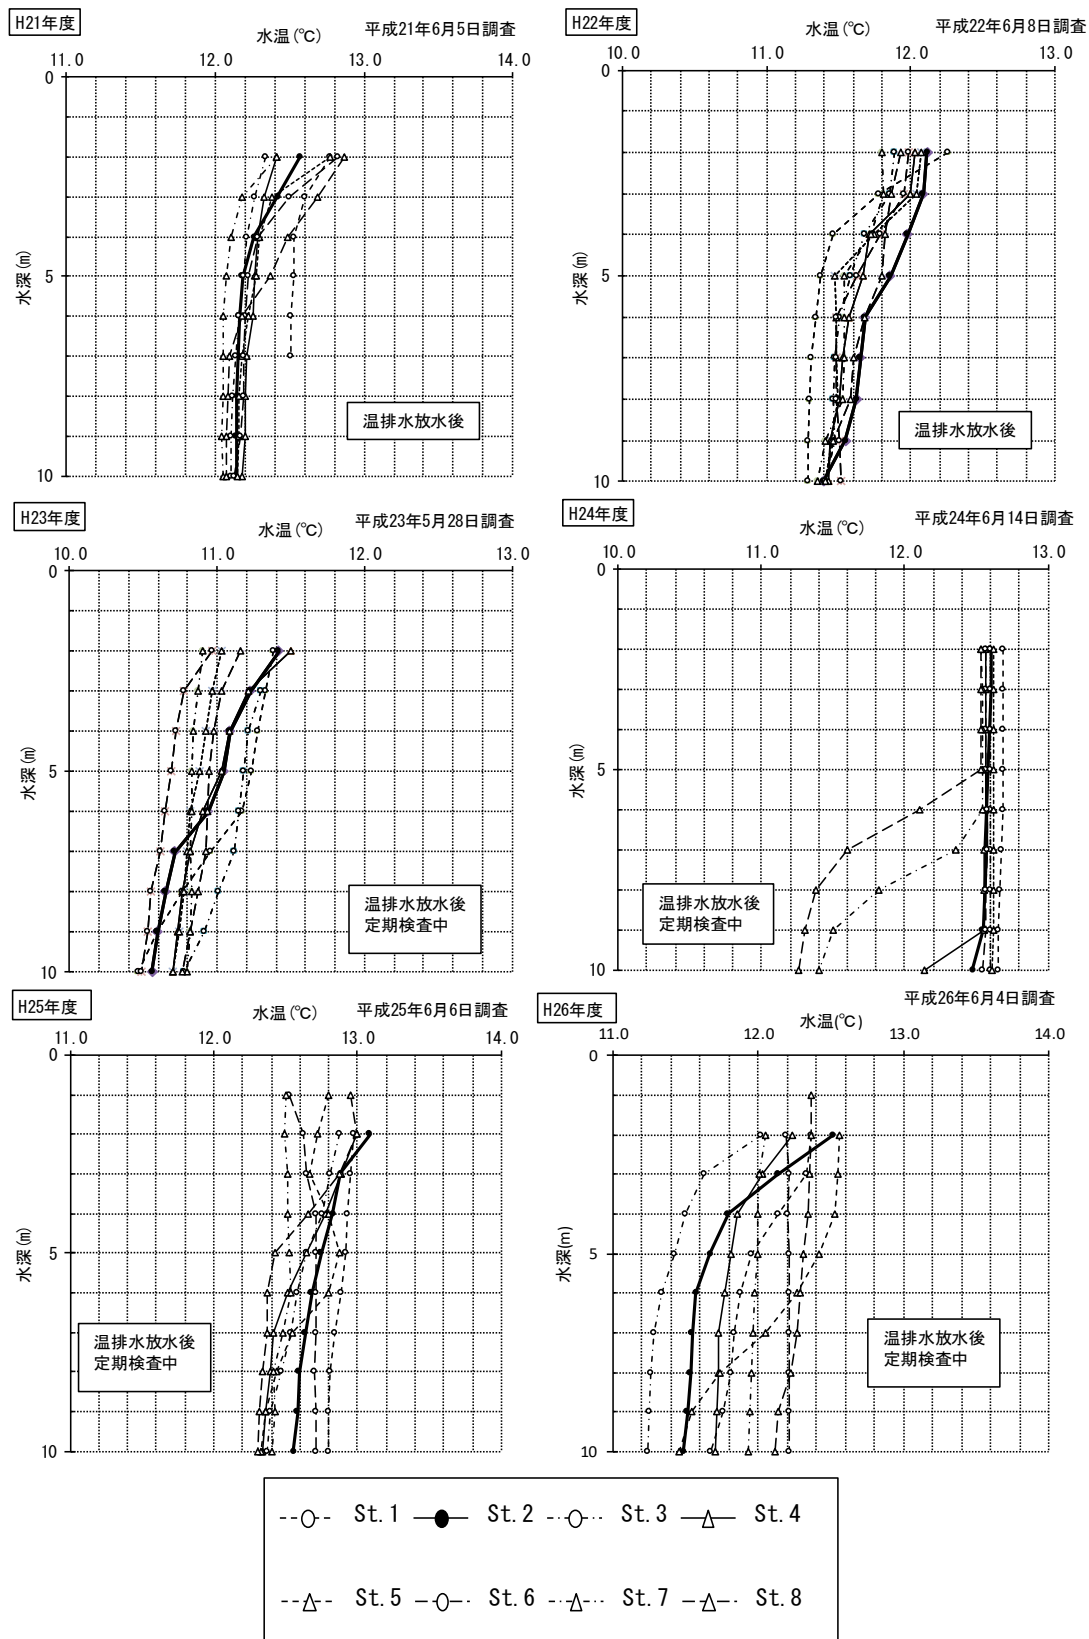 H21年度
水温(℃)
平成21年6月5日調査
11.0 12.0 13.0 14.0
0
5
10
水深(m)
温排水放水後
H22年度
水温(℃)
平成22年6月8日調査
10.0 11.0 12.0 13.0
0
5
10
水深(m)
温排水放水後
H23年度
水温(℃)
平成23年5月28日調査
10.0 11.0 12.0 13.0
0
5
10
水深(m)
温排水放水後
定期検査中
H24年度
水温(℃)
平成24年6月14日調査
10.0 11.0 12.0 13.0
0
5
10
水深(m)
温排水放水後
定期検査中
H25年度
水温(℃)
平成25年6月6日調査
11.0 12.0 13.0 14.0
0
5
10
水深(m)
温排水放水後
定期検査中
H26年度
平成26年6月4日調査
水温(℃)
11.0 12.0 13.0 14.0
0
5
10
水深(m)
温排水放水後
定期検査中
St.1 St.2 St.3 St.4
St.5 St.6 St.7 St.8